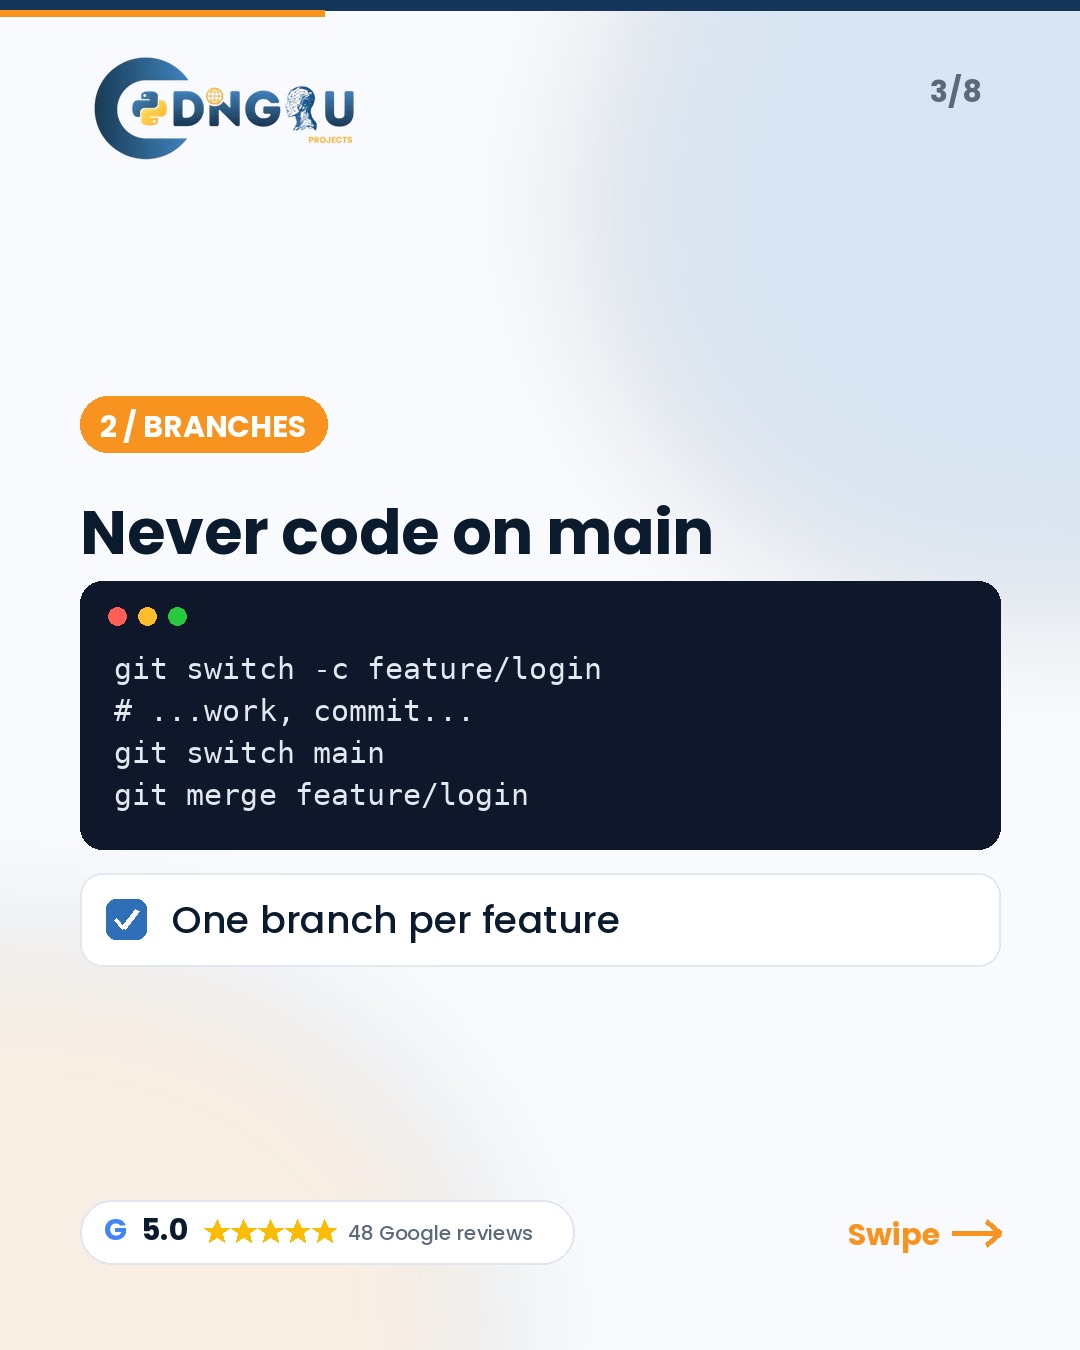 CDNGRU
PROJECTS
3/8
2 / BRANCHES
Never code on main
git switch -c feature/login
# ...work, commit...
git switch main
git merge feature/login
One branch per feature
G 5.0 ★★★★★ 48 Google reviews
Swipe →